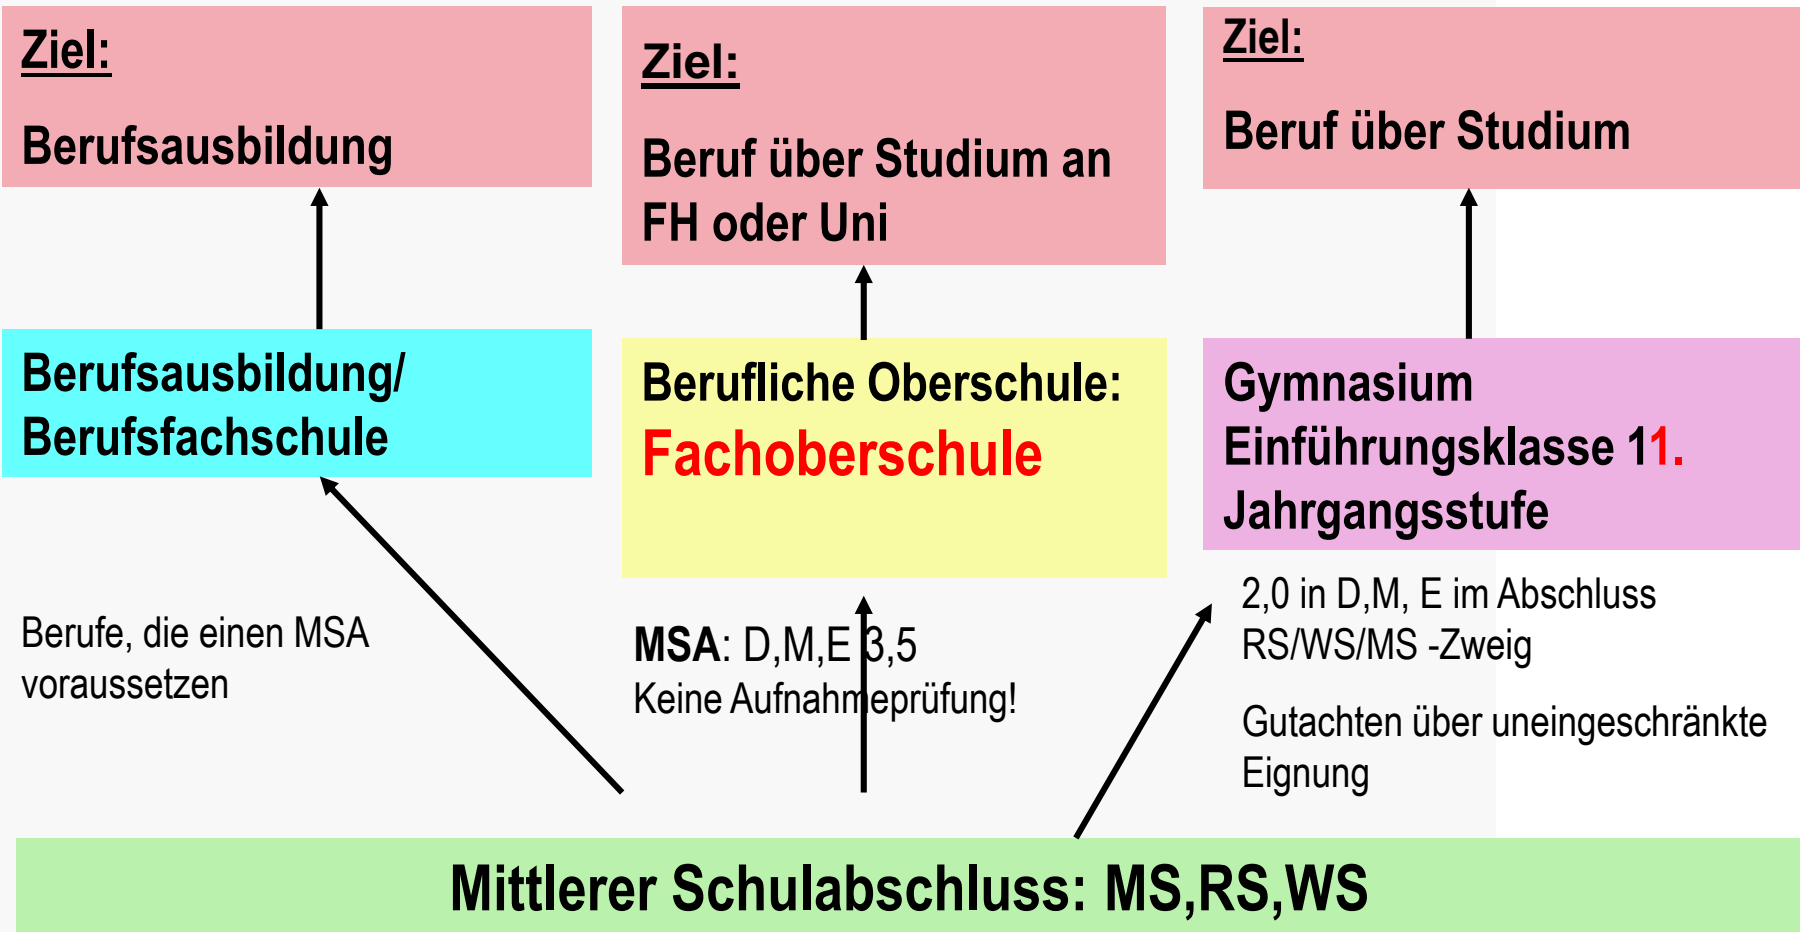 Ziel:
Berufsausbildung
Ziel:
Beruf über Studium an
FH oder Uni
Ziel:
Beruf über Studium
Berufsausbildung/
Berufsfachschule
Berufliche Oberschule:
Fachoberschule
Gymnasium
Einführungsklasse 11.
Jahrgangsstufe
Berufe, die einen MSA
voraussetzen
MSA: D,M,E 3,5
Keine Aufnahmeprüfung!
2,0 in D,M, E im Abschluss
RS/WS/MS -Zweig
Gutachten über uneingeschränkte
Eignung
Mittlerer Schulabschluss: MS,RS,WS